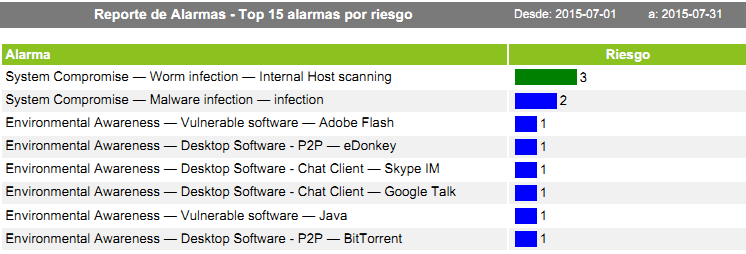 Reporte de Alarmas - Top 15 alarmas por riesgo Desde: 2015-07-01 a: 2015-07-31
Alarma Riesgo
System Compromise — Worm infection — Internal Host scanning 3
System Compromise — Malware infection — infection 2
Environmental Awareness — Vulnerable software — Adobe Flash 1
Environmental Awareness — Desktop Software - P2P — eDonkey 1
Environmental Awareness — Desktop Software - Chat Client — Skype IM 1
Environmental Awareness — Desktop Software - Chat Client — Google Talk 1
Environmental Awareness — Vulnerable software — Java 1
Environmental Awareness — Desktop Software - P2P — BitTorrent 1